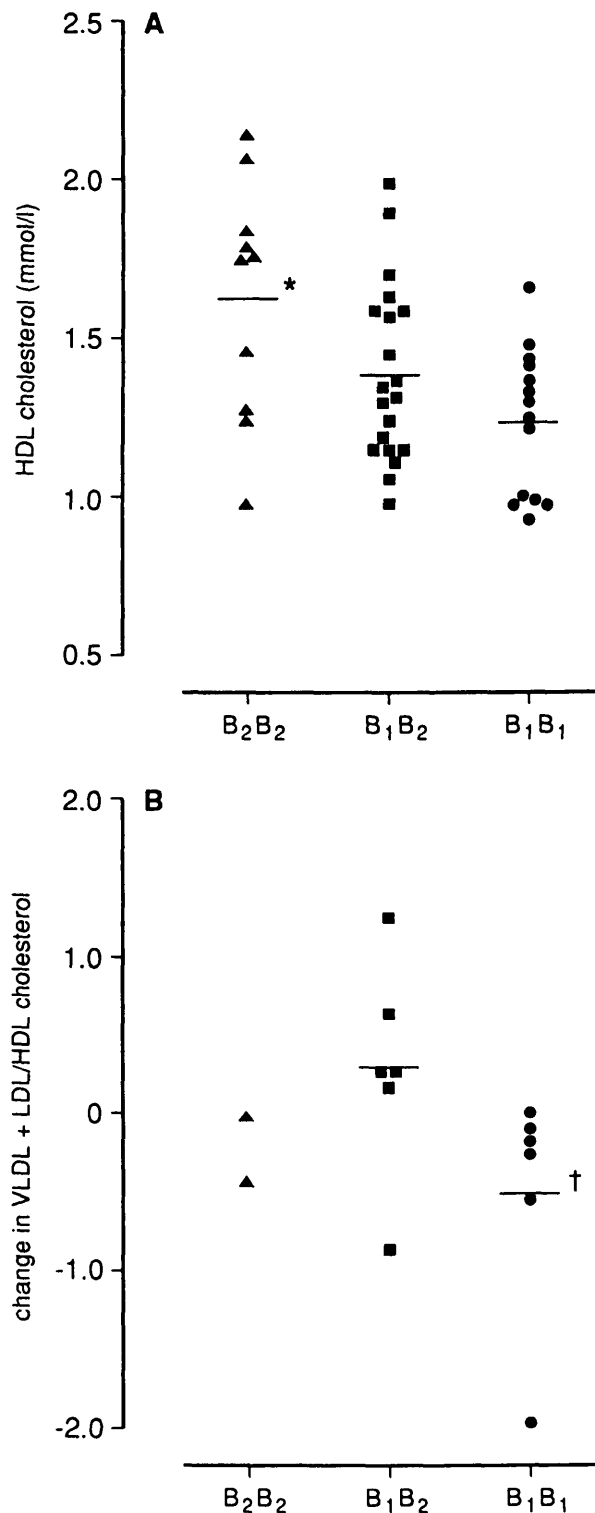 A
2.5
2.0
1.5
1.0
0.5
HDL cholesterol (mmol/l)
*
B₂B₂ B₁B₂ B₁B₁
B
2.0
1.0
0
-1.0
-2.0
change in VLDL + LDL/HDL cholesterol
†
B₂B₂ B₁B₂ B₁B₁